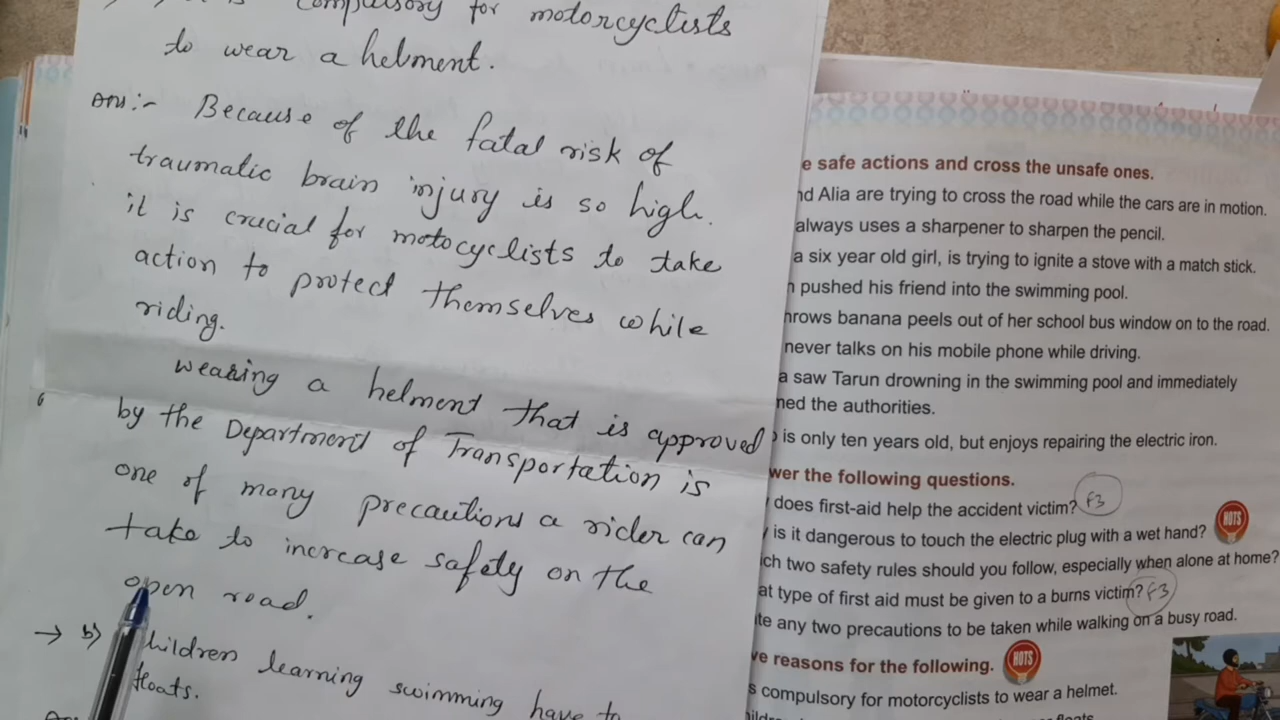 compulsory for motorcyclists
to wear a helment.
Ans:- Because of the fatal risk of
traumatic brain injury is so high.
it is crucial for motocyclists to take
action to protect themselves while
riding.
wearing a helment that is approved
by the Department of Transportation is
one of many precautions a rider can
take to increase safety on the
open road.
→ b) hildren learning swimming have to
floats.
e safe actions and cross the unsafe ones.
nd Alia are trying to cross the road while the cars are in motion.
always uses a sharpener to sharpen the pencil.
a six year old girl, is trying to ignite a stove with a match stick.
pushed his friend into the swimming pool.
hrows banana peels out of her school bus window on to the road.
never talks on his mobile phone while driving.
a saw Tarun drowning in the swimming pool and immediately
ned the authorities.
is only ten years old, but enjoys repairing the electric iron.
wer the following questions.
does first-aid help the accident victim? F3
is it dangerous to touch the electric plug with a wet hand? HOTS
ich two safety rules should you follow, especially when alone at home?
at type of first aid must be given to a burns victim? F3
te any two precautions to be taken while walking on a busy road.
ve reasons for the following. HOTS
s compulsory for motorcyclists to wear a helmet.